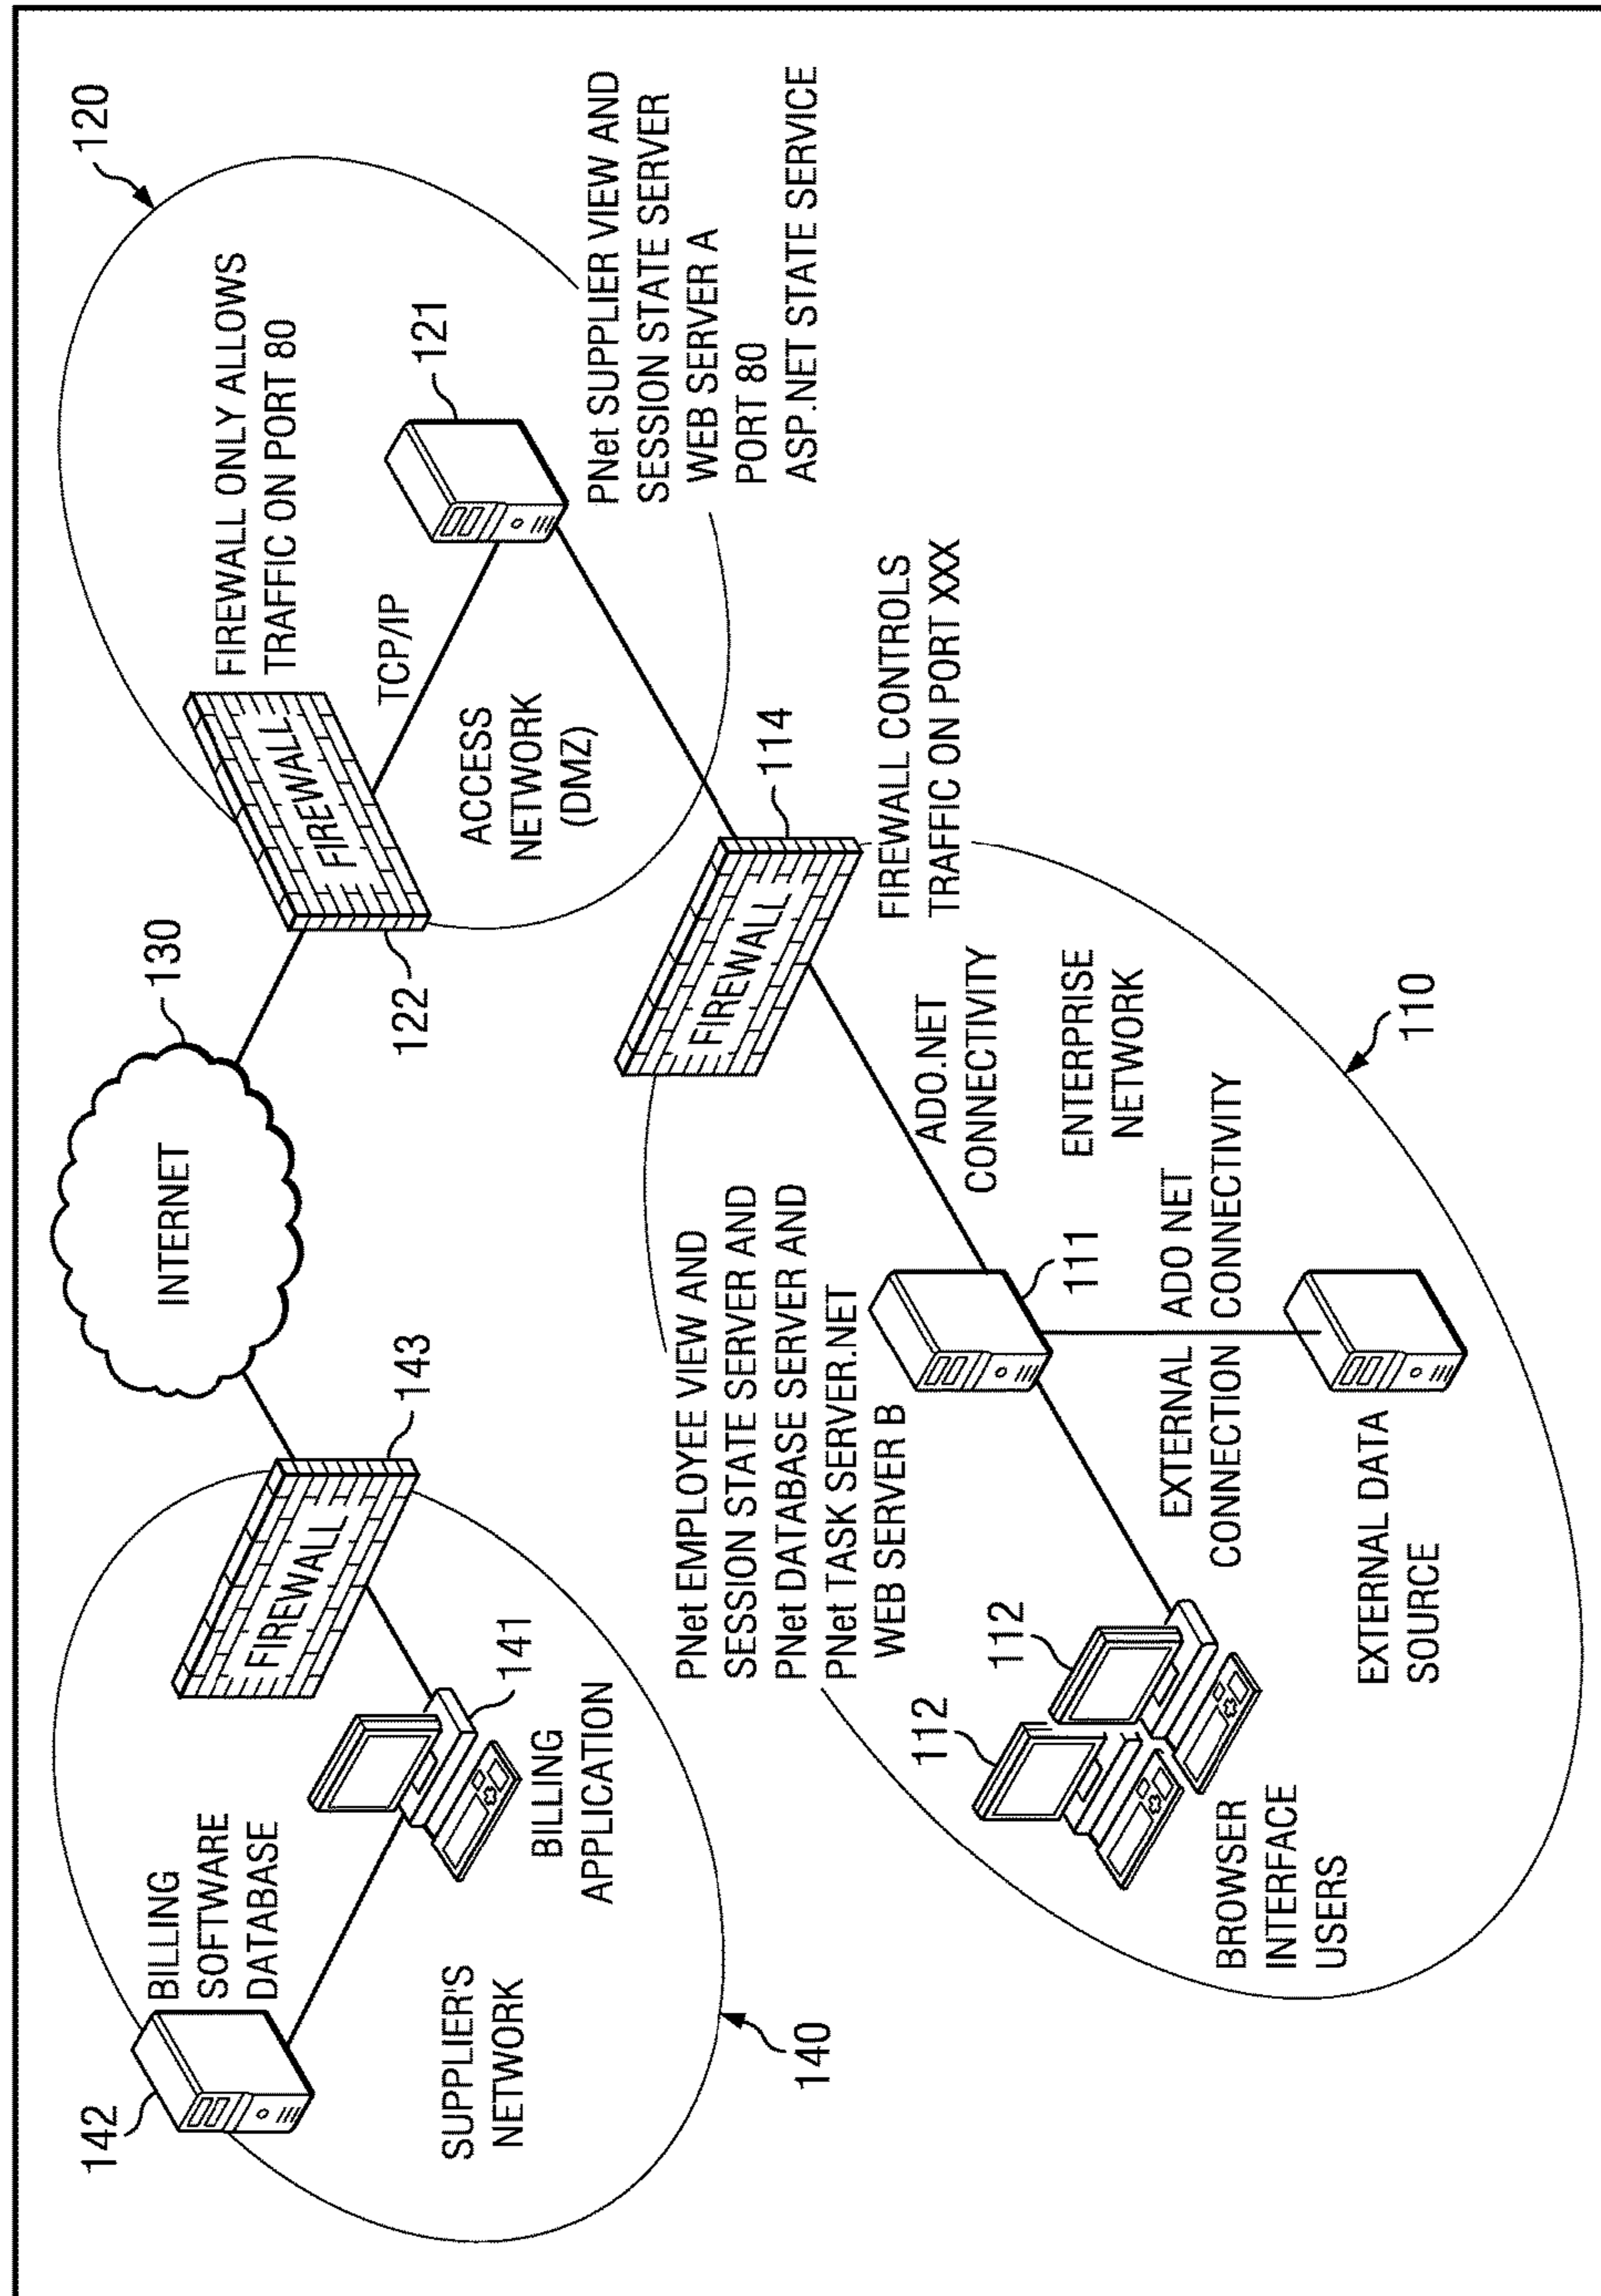 142
BILLING
SOFTWARE
DATABASE
SUPPLIER'S
NETWORK
140
141
BILLING
APPLICATION
FIREWALL
143
INTERNET
130
122
FIREWALL
FIREWALL ONLY ALLOWS
TRAFFIC ON PORT 80
120
TCP/IP
ACCESS
NETWORK
(DMZ)
121
PNet SUPPLIER VIEW AND
SESSION STATE SERVER
WEB SERVER A
PORT 80
ASP.NET STATE SERVICE
114
FIREWALL
FIREWALL CONTROLS
TRAFFIC ON PORT XXX
PNet EMPLOYEE VIEW AND
SESSION STATE SERVER AND
PNet DATABASE SERVER AND
PNet TASK SERVER.NET
WEB SERVER B
ADO.NET
CONNECTIVITY
ENTERPRISE
NETWORK
111
112
112
BROWSER
INTERFACE
USERS
EXTERNAL ADO NET
CONNECTION CONNECTIVITY
EXTERNAL DATA
SOURCE
110